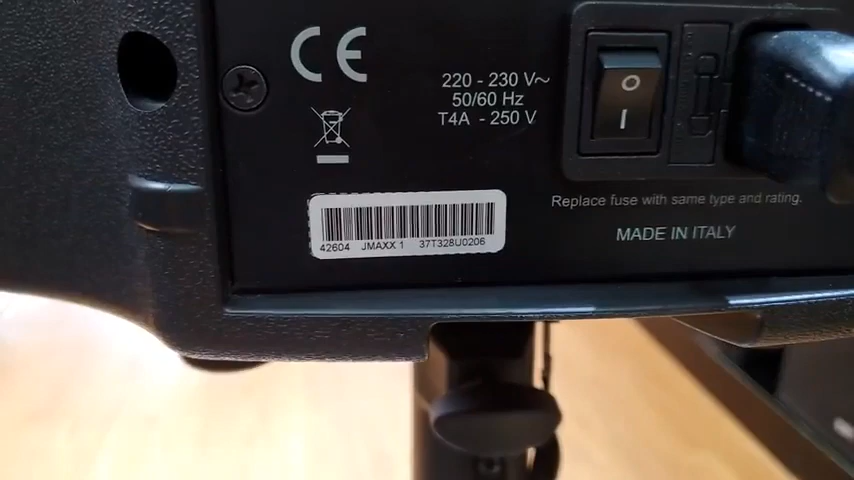 CE
220 - 230 V~
50/60 Hz
T4A - 250 V
O
I
Replace fuse with same type and rating.
MADE IN ITALY
42604 JMAXX 1 37T328U0206